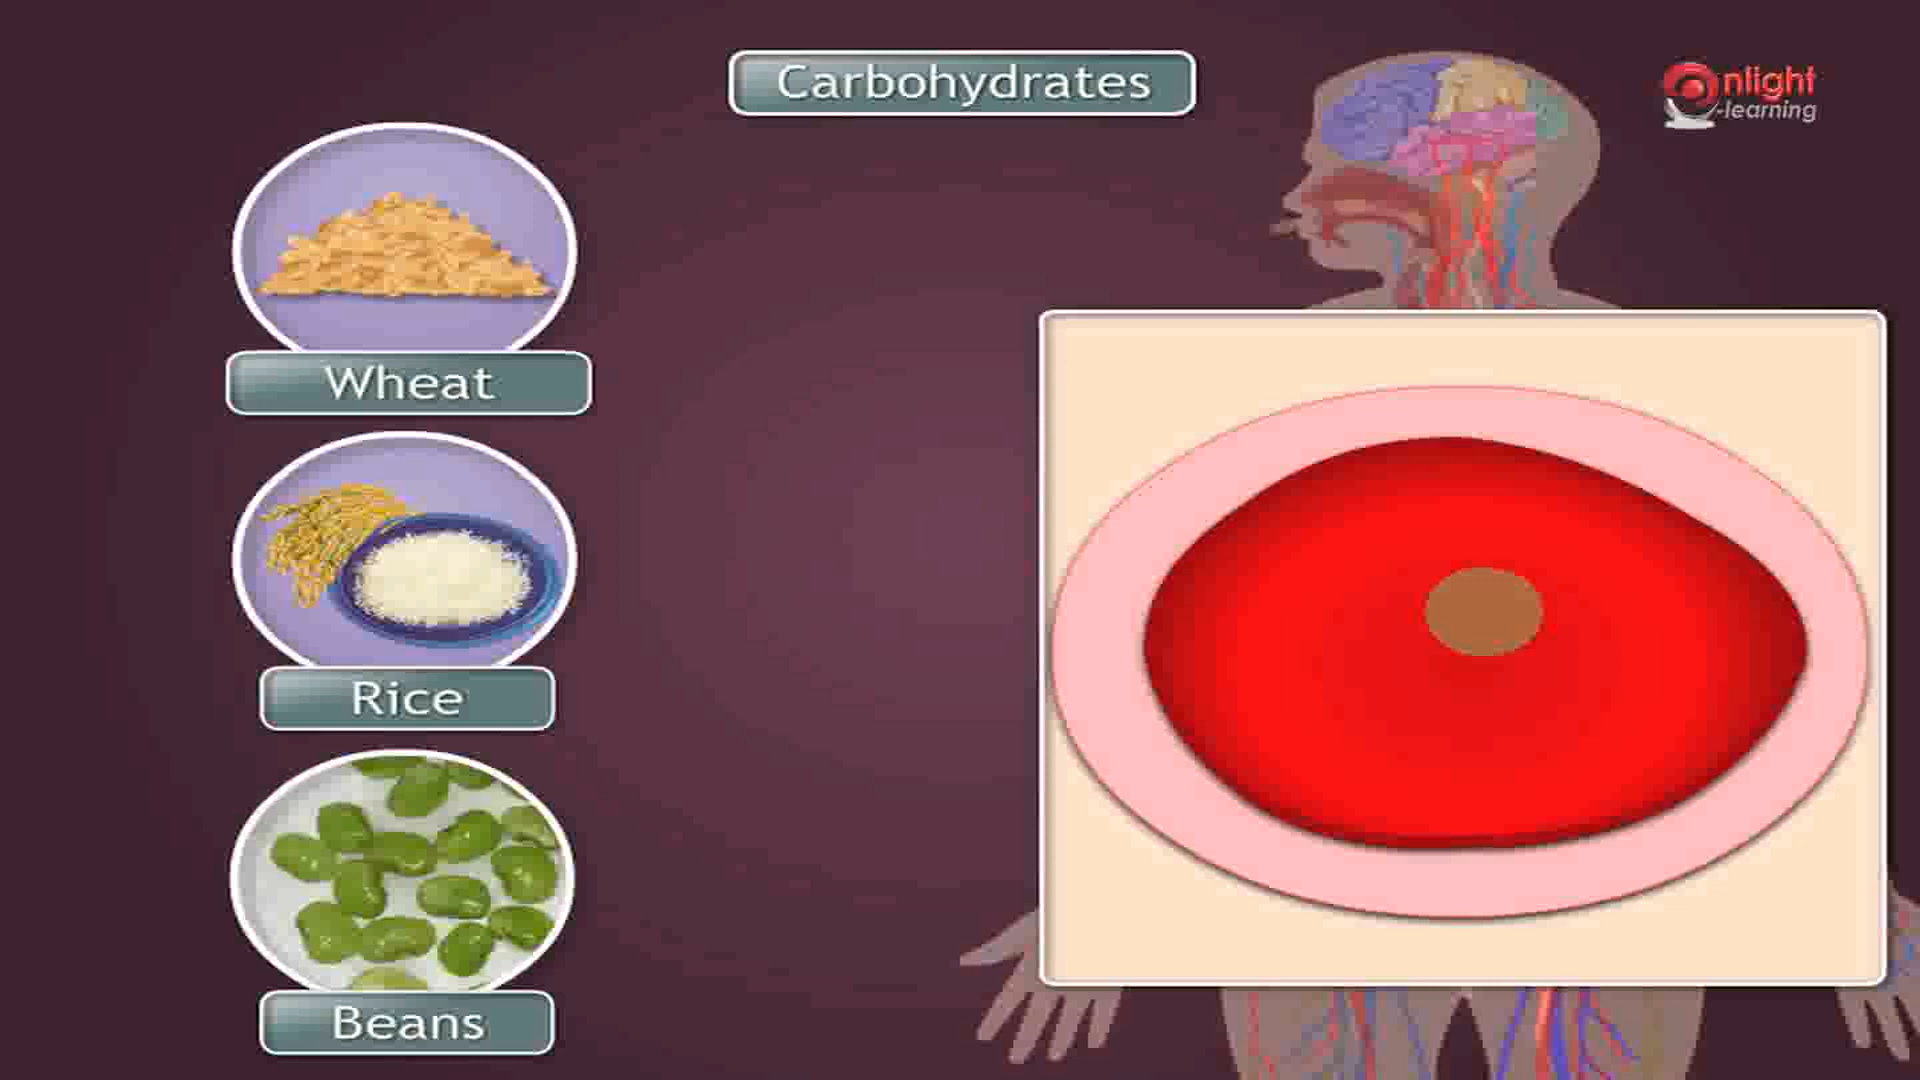 Carbohydrates
nlight
-learning
Wheat
Rice
Beans